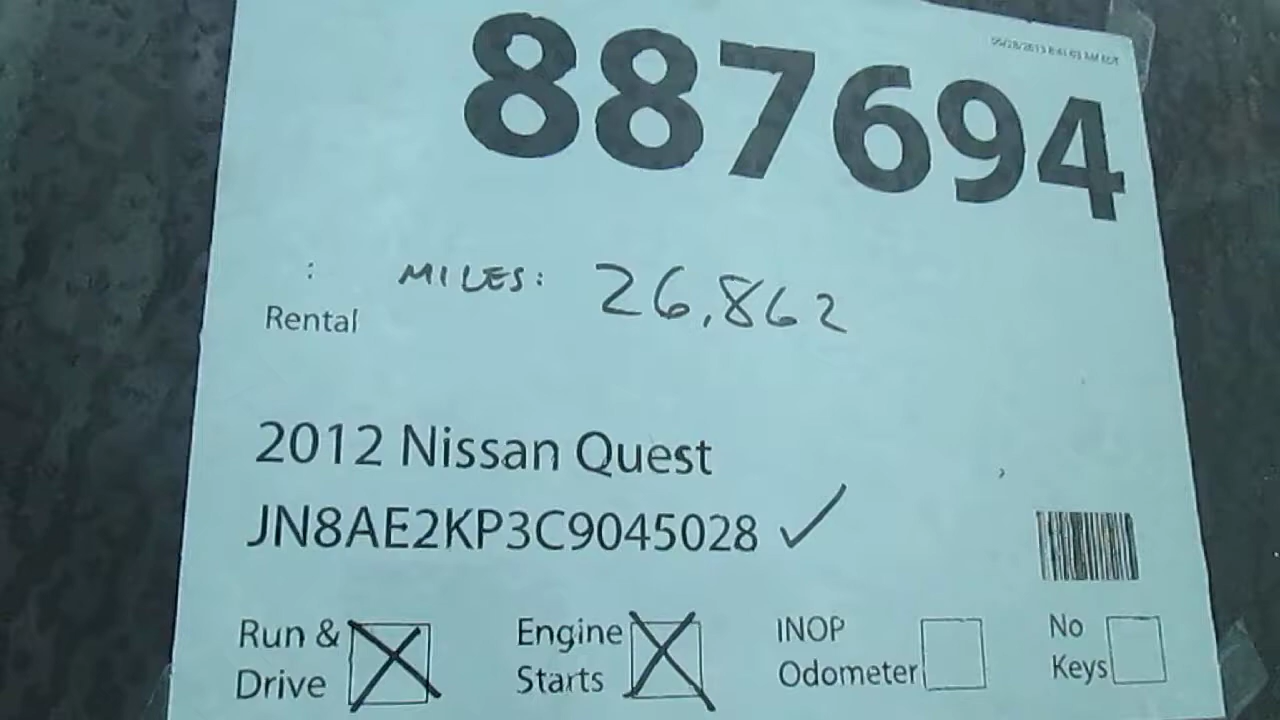 887694
MILES: 26,862
Rental
2012 Nissan Quest
JN8AE2KP3C9045028
Run & Drive
Engine Starts
INOP Odometer
No Keys